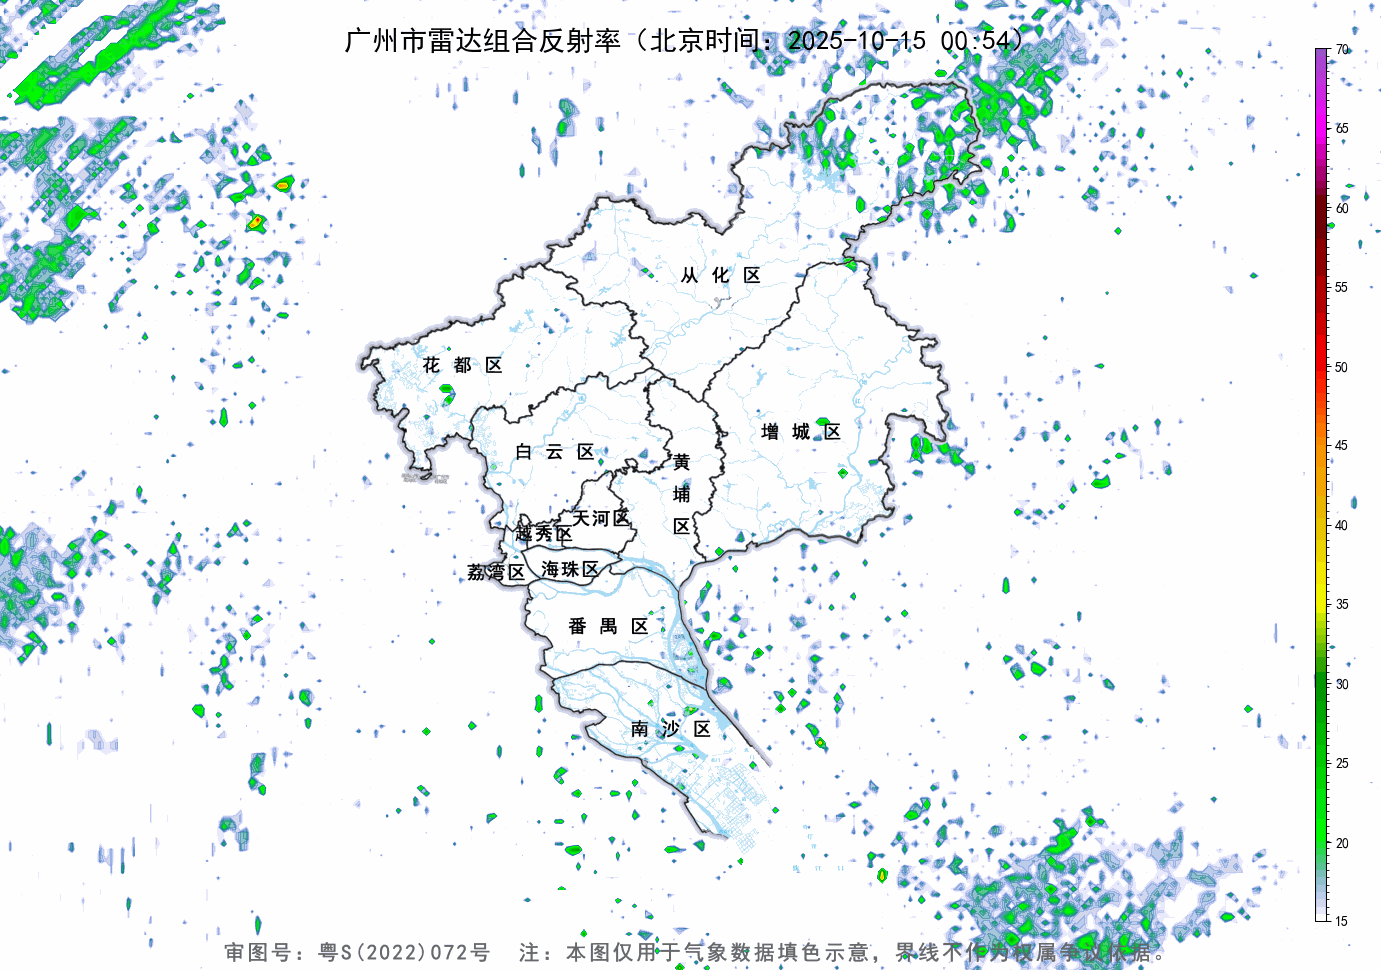 广州市雷达组合反射率（北京时间：2025-10-15 00:54）
70
65
60
55
50
45
40
35
30
25
20
15
从化区
花都区
增城区
白云区
黄埔区
天河区
越秀区
荔湾区
海珠区
番禺区
南沙区
审图号：粤S(2022)072号 注：本图仅用于气象数据填色示意，界线不作为权属争议依据。